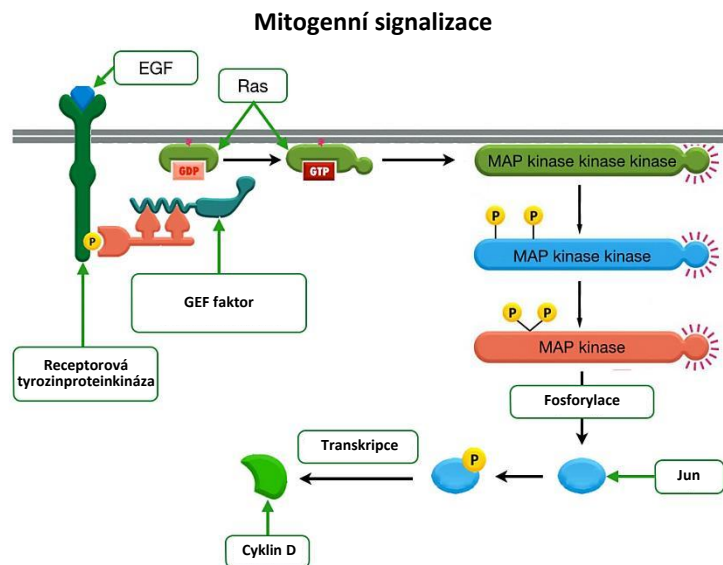 Mitogenní signalizace
EGF
Ras
GDP
GTP
MAP kinase kinase kinase
P
P
P
MAP kinase kinase
GEF faktor
P
P
MAP kinase
Receptorová
tyrozinproteinkináza
Fosforylace
Transkripce
P
Jun
Cyklin D